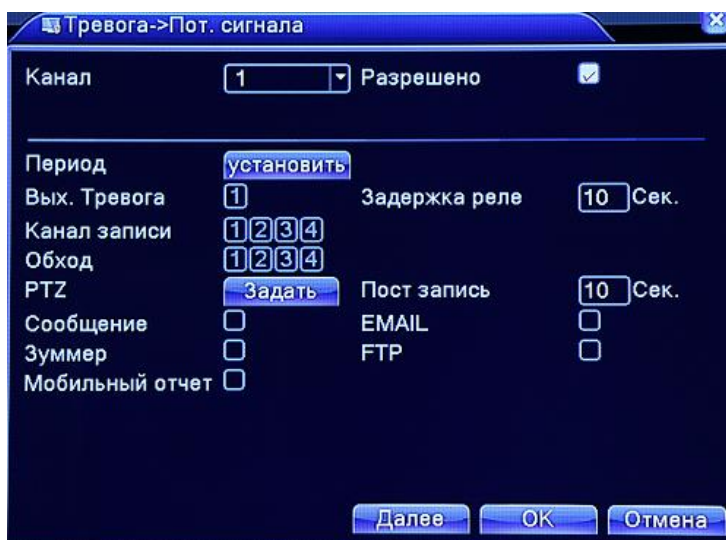 Тревога->Пот. сигнала
Канал 1 Разрешено
Период установить
Вых. Тревога 1 Задержка реле 10 Сек.
Канал записи 1 2 3 4
Обход 1 2 3 4
PTZ Задать Пост запись 10 Сек.
Сообщение EMAIL
Зуммер FTP
Мобильный отчет
Далее OK Отмена